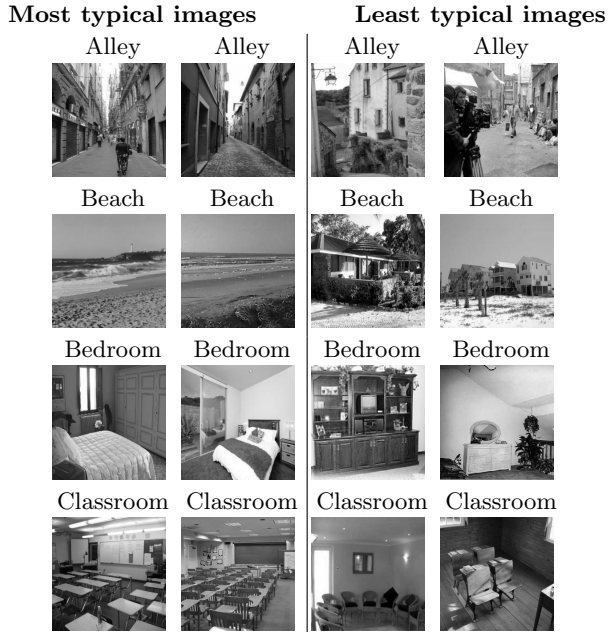 Most typical images Least typical images
Alley Alley Alley Alley
Beach Beach Beach Beach
Bedroom Bedroom Bedroom Bedroom
Classroom Classroom Classroom Classroom